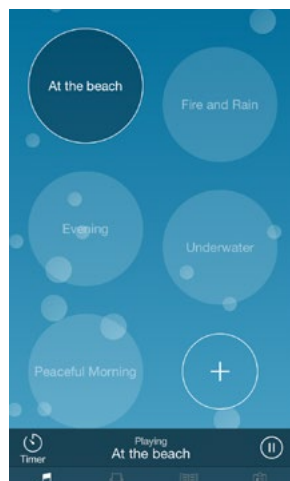 At the beach
Fire and Rain
Evening
Underwater
Peaceful Morning
+
Timer
Playing
At the beach